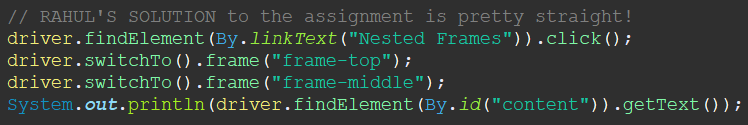 // RAHUL'S SOLUTION to the assignment is pretty straight!
driver.findElement(By.linkText("Nested Frames")).click();
driver.switchTo().frame("frame-top");
driver.switchTo().frame("frame-middle");
System.out.println(driver.findElement(By.id("content")).getText());